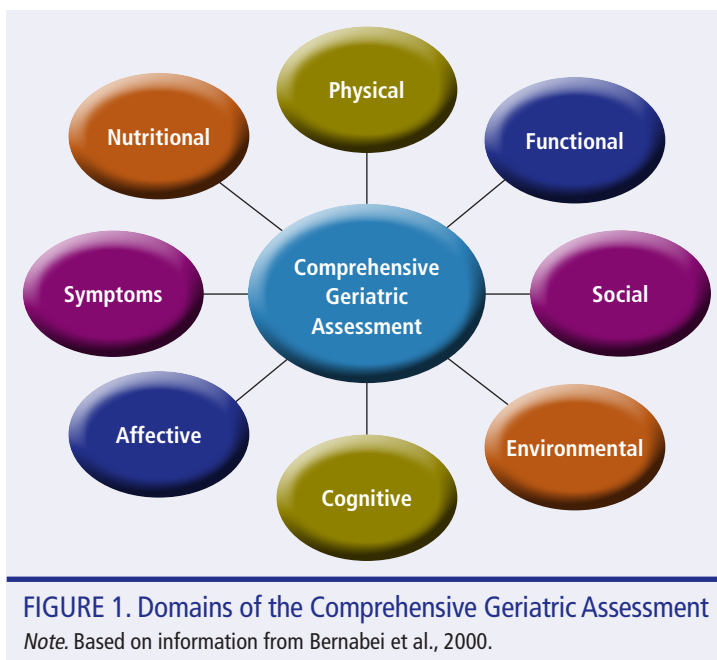 Physical
Nutritional
Functional
Comprehensive
Geriatric
Assessment
Symptoms
Social
Affective
Environmental
Cognitive
FIGURE 1. Domains of the Comprehensive Geriatric Assessment
Note. Based on information from Bernabei et al., 2000.